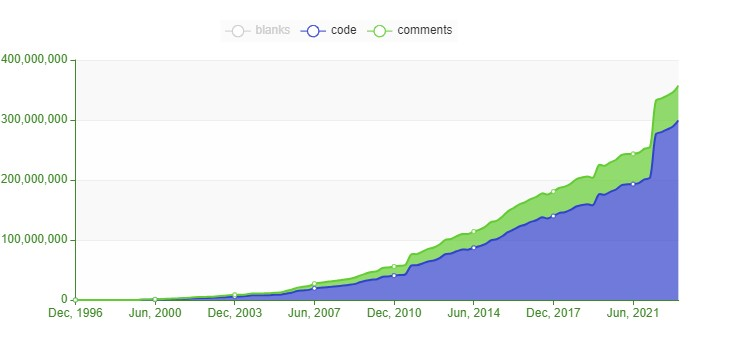 blanks code comments
400,000,000
300,000,000
200,000,000
100,000,000
0
Dec, 1996 Jun, 2000 Dec, 2003 Jun, 2007 Dec, 2010 Jun, 2014 Dec, 2017 Jun, 2021